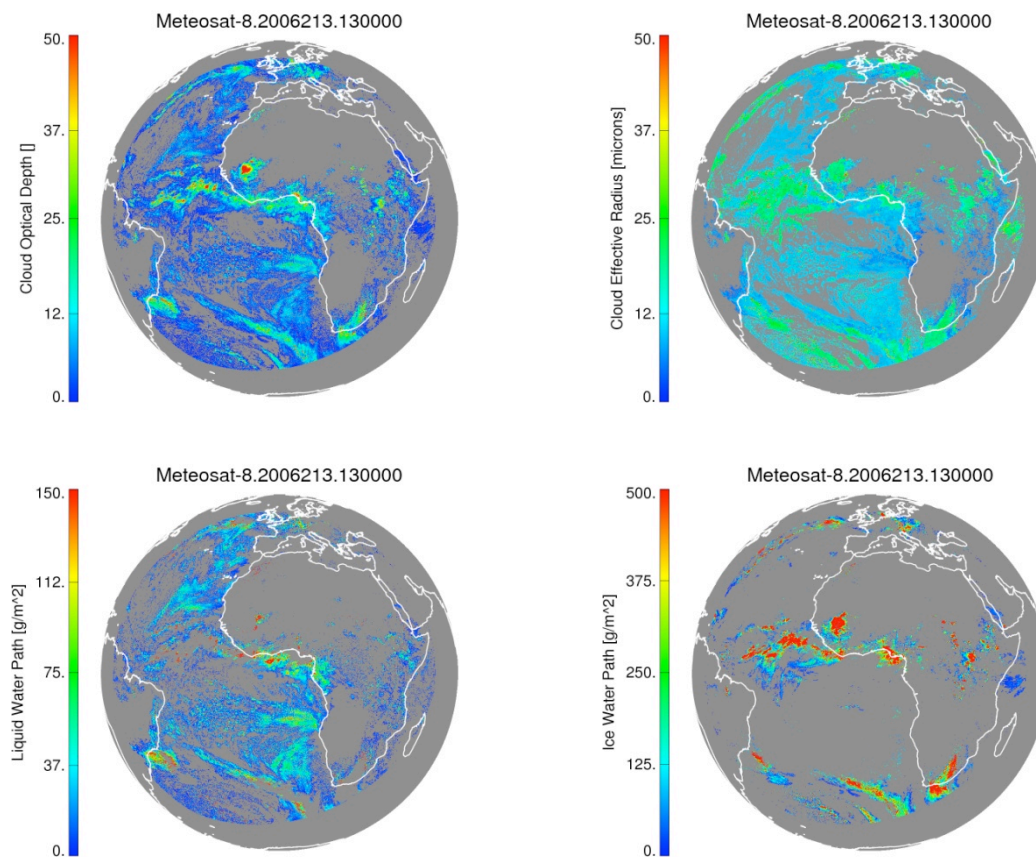 Meteosat-8.2006213.130000
50.
37.
25.
12.
0.
Cloud Optical Depth []
Meteosat-8.2006213.130000
50.
37.
25.
12.
0.
Cloud Effective Radius [microns]
Meteosat-8.2006213.130000
150.
112.
75.
37.
0.
Liquid Water Path [g/m^2]
Meteosat-8.2006213.130000
500.
375.
250.
125.
0.
Ice Water Path [g/m^2]